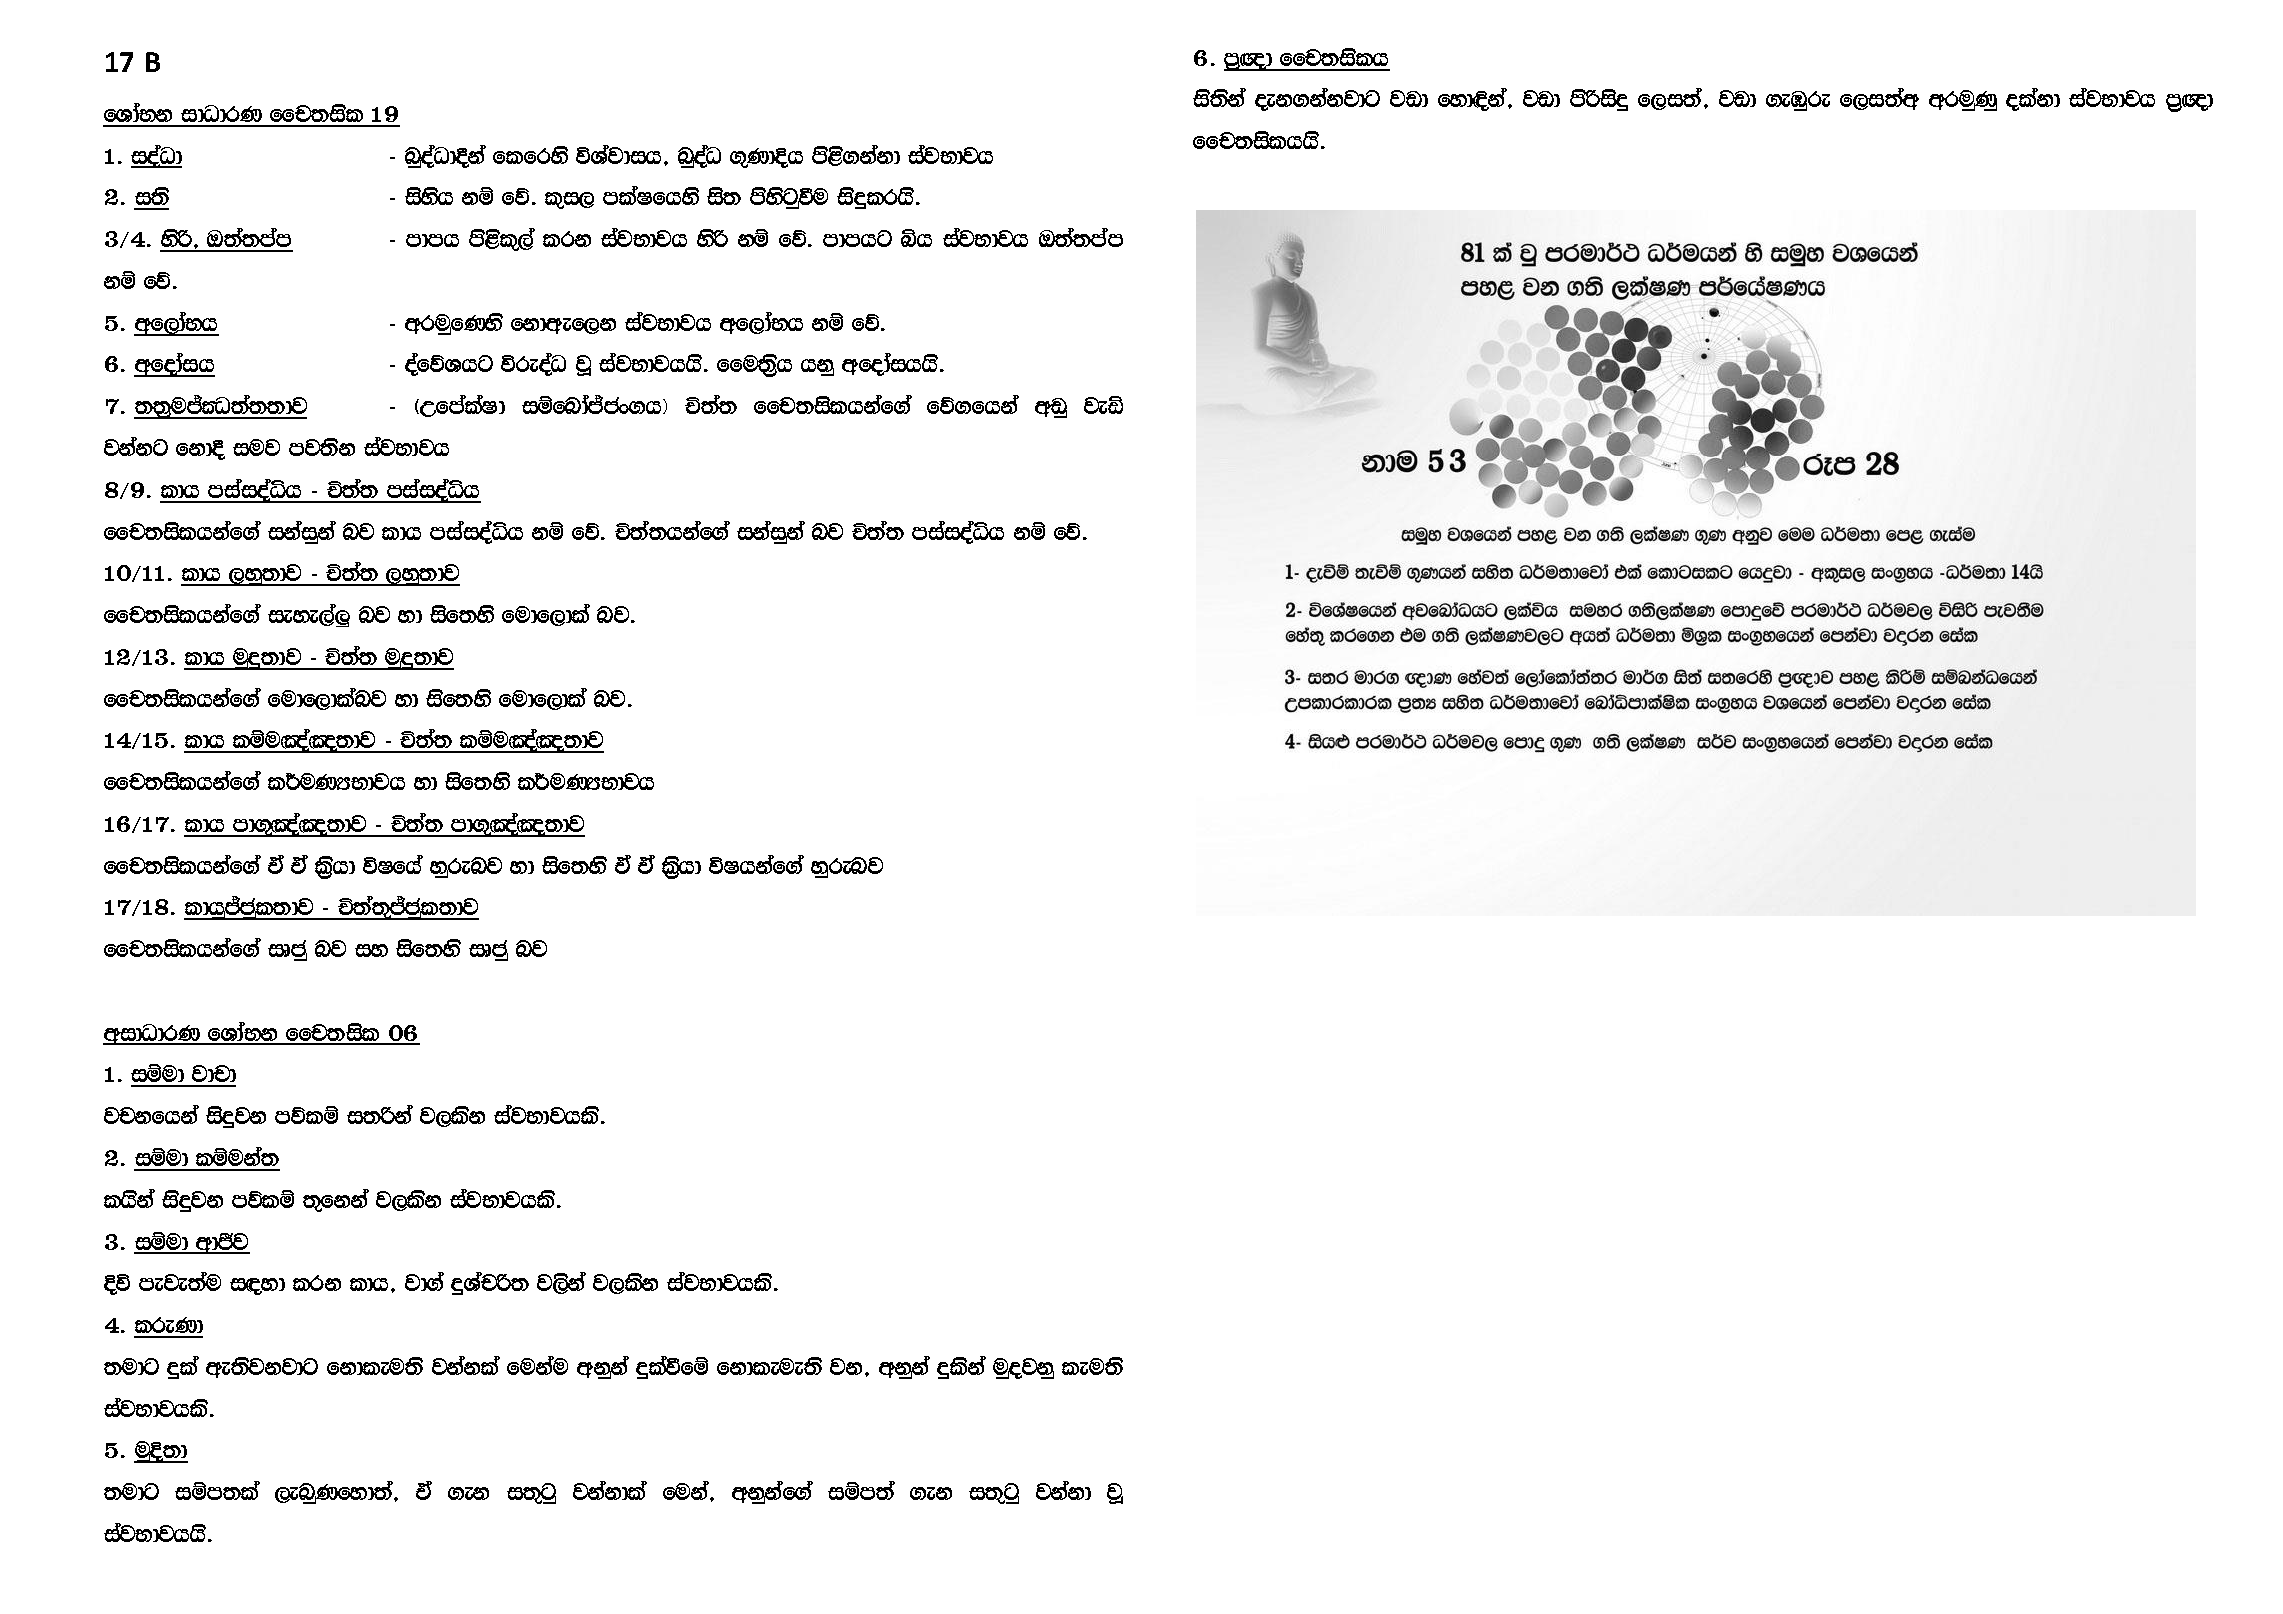 17 B
ශෝභන සාධාරණ චෛතසික 19
1. සද්ධා - බුද්ධාදීන් කෙරෙහි විශ්වාසය, බුද්ධ ගුණාදිය පිළිගන්නා ස්වභාවය
2. සති - සිහිය නම් වේ. කුසල පක්ෂයෙහි සිත පිහිටුවීම සිදුකරයි.
3/4. හිරි, ඔත්තප්ප - පාපය පිළිකුල් කරන ස්වභාවය හිරි නම් වේ. පාපයට බිය ස්වභාවය ඔත්තප්ප
නම් වේ.
5. අලෝභය - අරමුණෙහි නොඇලෙන ස්වභාවය අලෝභය නම් වේ.
6. අදෝසය - ද්වේශයට විරුද්ධ වූ ස්වභාවයයි. මෛත්‍රිය යනු අදෝසයයි.
7. තත්‍රමජ්ඣත්තතාව - (උපේක්ෂා සම්බෝජ්ජංගය) චිත්ත චෛතසිකයන්ගේ වේගයෙන් අඩු වැඩි
වන්නට නොදී සමව පවතින ස්වභාවය
8/9. කාය පස්සද්ධිය - චිත්ත පස්සද්ධිය
චෛතසිකයන්ගේ සන්සුන් බව කාය පස්සද්ධිය නම් වේ. චිත්තයන්ගේ සන්සුන් බව චිත්ත පස්සද්ධිය නම් වේ.
10/11. කාය ලහුතාව - චිත්ත ලහුතාව
චෛතසිකයන්ගේ සැහැල්ලු බව හා සිතෙහි මොලොක් බව.
12/13. කාය මුදුතාව - චිත්ත මුදුතාව
චෛතසිකයන්ගේ මොලොක්බව හා සිතෙහි මොලොක් බව.
14/15. කාය කම්මඤ්ඤතාව - චිත්ත කම්මඤ්ඤතාව
චෛතසිකයන්ගේ කර්මණ්‍යභාවය හා සිතෙහි කර්මණ්‍යභාවය
16/17. කාය පාගුඤ්ඤතාව - චිත්ත පාගුඤ්ඤතාව
චෛතසිකයන්ගේ ඒ ඒ ක්‍රියා විෂයේ හුරුබව හා සිතෙහි ඒ ඒ ක්‍රියා විෂයන්ගේ හුරුබව
17/18. කායුජ්ජුකතාව - චිත්තුජ්ජුකතාව
චෛතසිකයන්ගේ සෘජු බව සහ සිතෙහි සෘජු බව
අසාධාරණ ශෝභන චෛතසික 06
1. සම්මා වාචා
වචනයෙන් සිදුවන පව්කම් සතරින් වලකින ස්වභාවයකි.
2. සම්මා කම්මන්ත
කයින් සිදුවන පව්කම් තුනෙන් වලකින ස්වභාවයකි.
3. සම්මා ආජීව
දිවි පැවැත්ම සඳහා කරන කාය, වාග් දුශ්චරිත වලින් වලකින ස්වභාවයකි.
4. කරුණා
තමාට දුක් ඇතිවනවාට නොකැමති වන්නක් මෙන්ම අනුන් දුක්වීමේ නොකැමැති වන, අනුන් දුකින් මුදවනු කැමති
ස්වභාවයකි.
5. මුදිතා
තමාට සම්පතක් ලැබුණහොත්, ඒ ගැන සතුටු වන්නාක් මෙන්, අනුන්ගේ සම්පත් ගැන සතුටු වන්නා වූ
ස්වභාවයයි.
6. ප්‍රඥා චෛතසිකය
සිතින් දැනගන්නවාට වඩා හොඳින්, වඩා පිරිසිදු ලෙසත්, වඩා ගැඹුරු ලෙසත්අ අරමුණු දක්නා ස්වභාවය ප්‍රඥා
චෛතසිකයයි.
81 ක් වූ පරමාර්ථ ධර්මයන් හි සමූහ වශයෙන්
පහළ වන ගති ලක්ෂණ පර්යේෂණය
නාම 53
රූප 28
සමූහ වශයෙන් පහළ වන ගති ලක්ෂණ ගුණ අනුව මෙම ධර්මතා පෙළ ගැස්ම
1- දැවීම් තැවීම් ගුණයන් සහිත ධර්මතාවෝ එක් කොටසකට යෙදුවා - අකුසල සංග්‍රහය -ධර්මතා 14යි
2- විශේෂයෙන් අවබෝධයට ලක්විය සමහර ගතිලක්ෂණ පොදුවේ පරමාර්ථ ධර්මවල විසිරි පැවතීම
හේතු කරගෙන එම ගති ලක්ෂණවලට අයත් ධර්මතා මිශ්‍රක සංග්‍රහයෙන් පෙන්වා වදාරන සේක
3- සතර මාරග ඥාණ හේවත් ලෝකෝත්තර මාර්ග සිත් සතරෙහි ප්‍රඥාව පහළ කිරීම් සම්බන්ධයෙන්
උපකාරකාරක ප්‍රත්‍ය සහිත ධර්මතාවෝ බෝධිපාක්ෂික සංග්‍රහය වශයෙන් පෙන්වා වදාරන සේක
4- සියළු පරමාර්ථ ධර්මවල පොදු ගුණ ගති ලක්ෂණ සර්ව සංග්‍රහයෙන් පෙන්වා වදාරන සේක